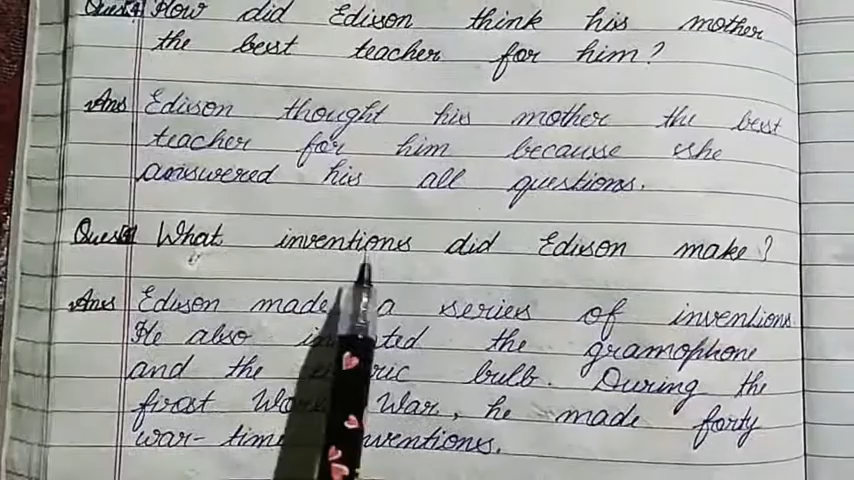 Ques 4 How did Edison think his mother
the best teacher for him?
Ans Edison thought his mother the best
teacher for him because she
answered his all questions.
Ques What inventions did Edison make?
Ans Edison made a series of inventions.
He also the gramophone
and the bulb. During the
first War, he made forty
war-time inventions.